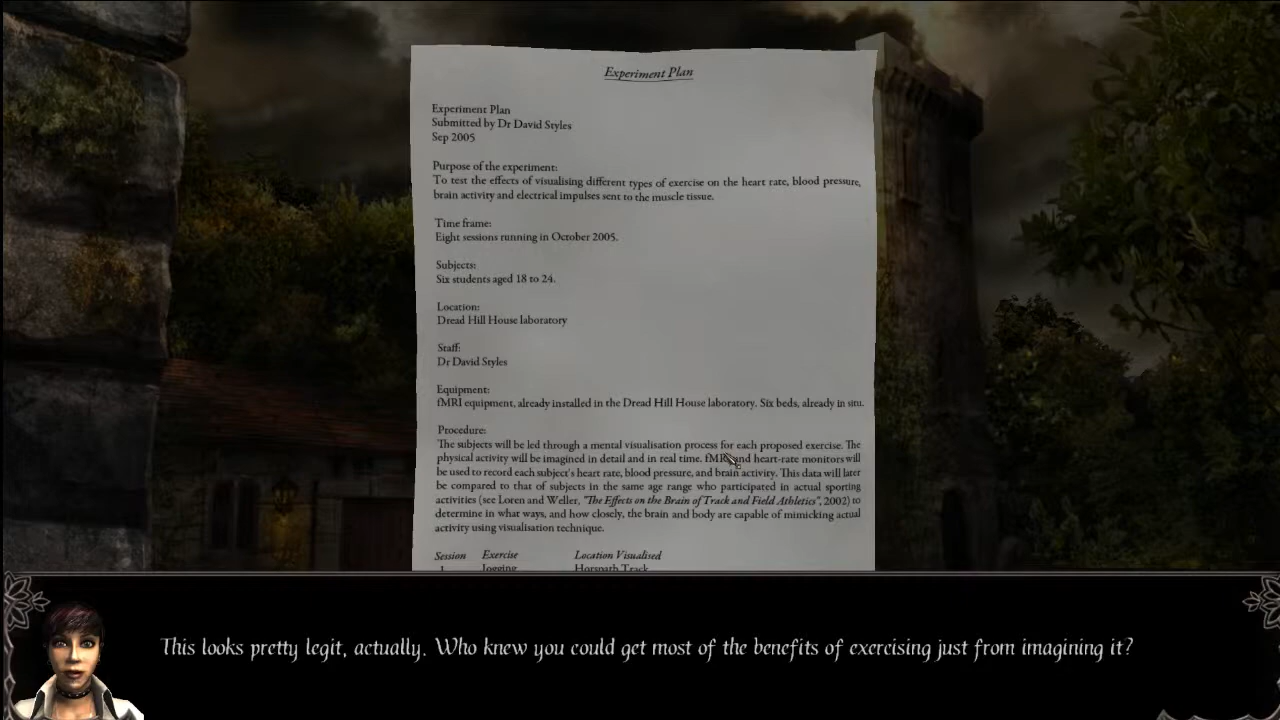 Experiment Plan
Experiment Plan
Submitted by Dr David Styles
Sep 2005
Purpose of the experiment:
To test the effects of visualising different types of exercise on the heart rate, blood pressure,
brain activity and electrical impulses sent to the muscle tissue.
Time frame:
Eight sessions running in October 2005.
Subjects:
Six students aged 18 to 24.
Location:
Dread Hill House laboratory
Staff:
Dr David Styles
Equipment:
fMRI equipment, already installed in the Dread Hill House laboratory. Six beds, already in situ.
Procedure:
The subjects will be led through a mental visualisation process for each proposed exercise. The
physical activity will be imagined in detail and in real time. fMRI and heart-rate monitors will
be used to record each subject's heart rate, blood pressure, and brain activity. This data will later
be compared to that of subjects in the same age range who participated in actual sporting
activities (see Loren and Weller, "The Effects on the Brain of Track and Field Athletics", 2002) to
determine in what ways, and how closely, the brain and body are capable of mimicking actual
activity using visualisation technique.
Session Exercise Location Visualised
1 Jogging Horspath Track
This looks pretty legit, actually. Who knew you could get most of the benefits of exercising just from imagining it?